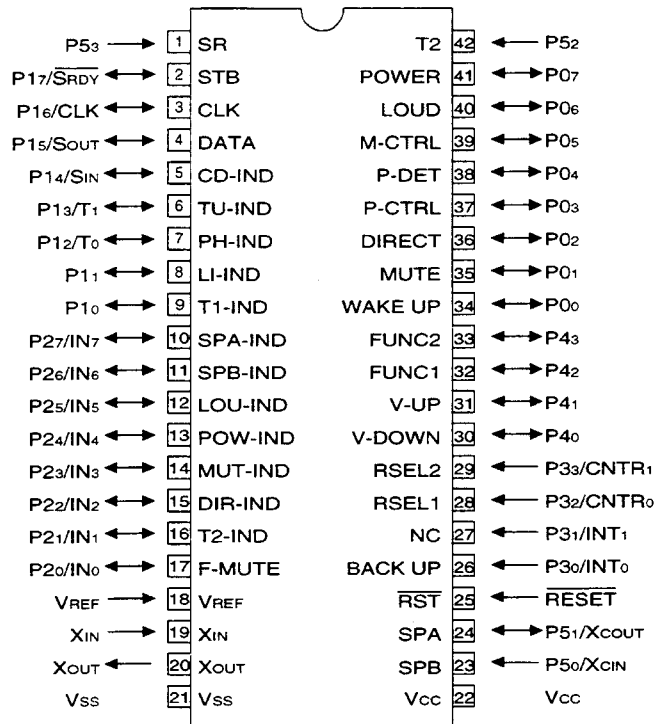 P53 1 SR T2 42 P52
P17/SRDY 2 STB POWER 41 P07
P16/CLK 3 CLK LOUD 40 P06
P15/SOUT 4 DATA M-CTRL 39 P05
P14/SIN 5 CD-IND P-DET 38 P04
P13/T1 6 TU-IND P-CTRL 37 P03
P12/T0 7 PH-IND DIRECT 36 P02
P11 8 LI-IND MUTE 35 P01
P10 9 T1-IND WAKE UP 34 P00
P27/IN7 10 SPA-IND FUNC2 33 P43
P26/IN6 11 SPB-IND FUNC1 32 P42
P25/IN5 12 LOU-IND V-UP 31 P41
P24/IN4 13 POW-IND V-DOWN 30 P40
P23/IN3 14 MUT-IND RSEL2 29 P33/CNTR1
P22/IN2 15 DIR-IND RSEL1 28 P32/CNTR0
P21/IN1 16 T2-IND NC 27 P31/INT1
P20/IN0 17 F-MUTE BACK UP 26 P30/INT0
VREF 18 VREF RST 25 RESET
XIN 19 XIN SPA 24 P51/XCOUT
XOUT 20 XOUT SPB 23 P50/XCIN
VSS 21 VSS VCC 22 VCC